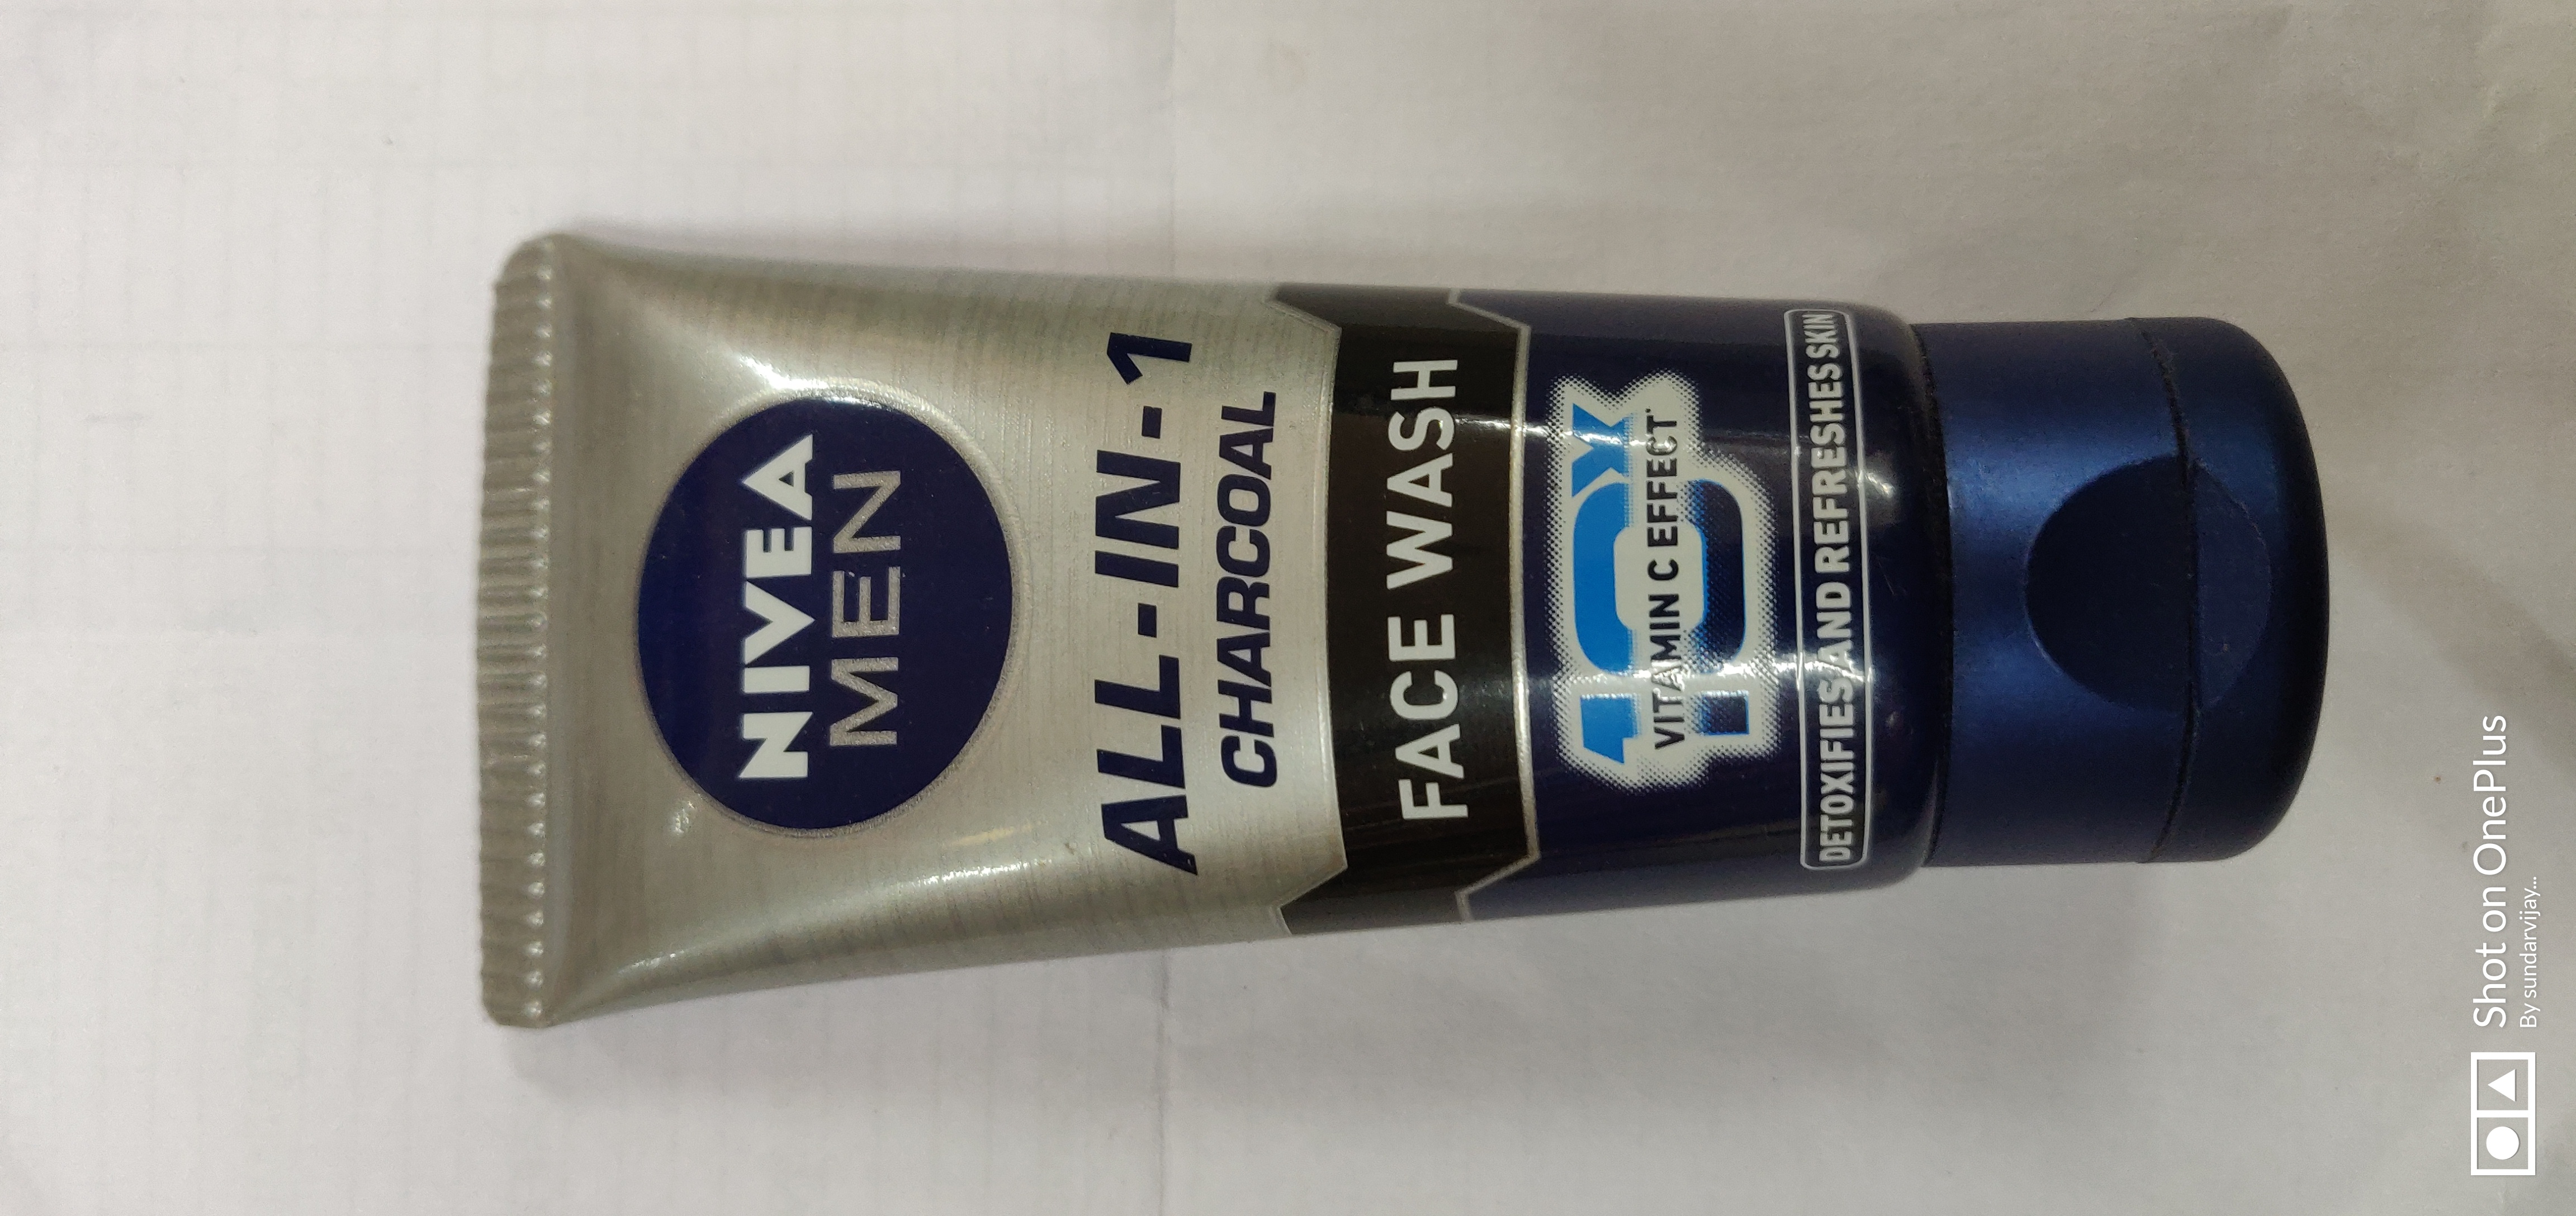 NIVEA
MEN
ALL-IN-1
CHARCOAL
FACE WASH
10X
VITAMIN C EFFECT*
DETOXIFIES AND REFRESHES SKIN
Shot on OnePlus
By sundarvijay...